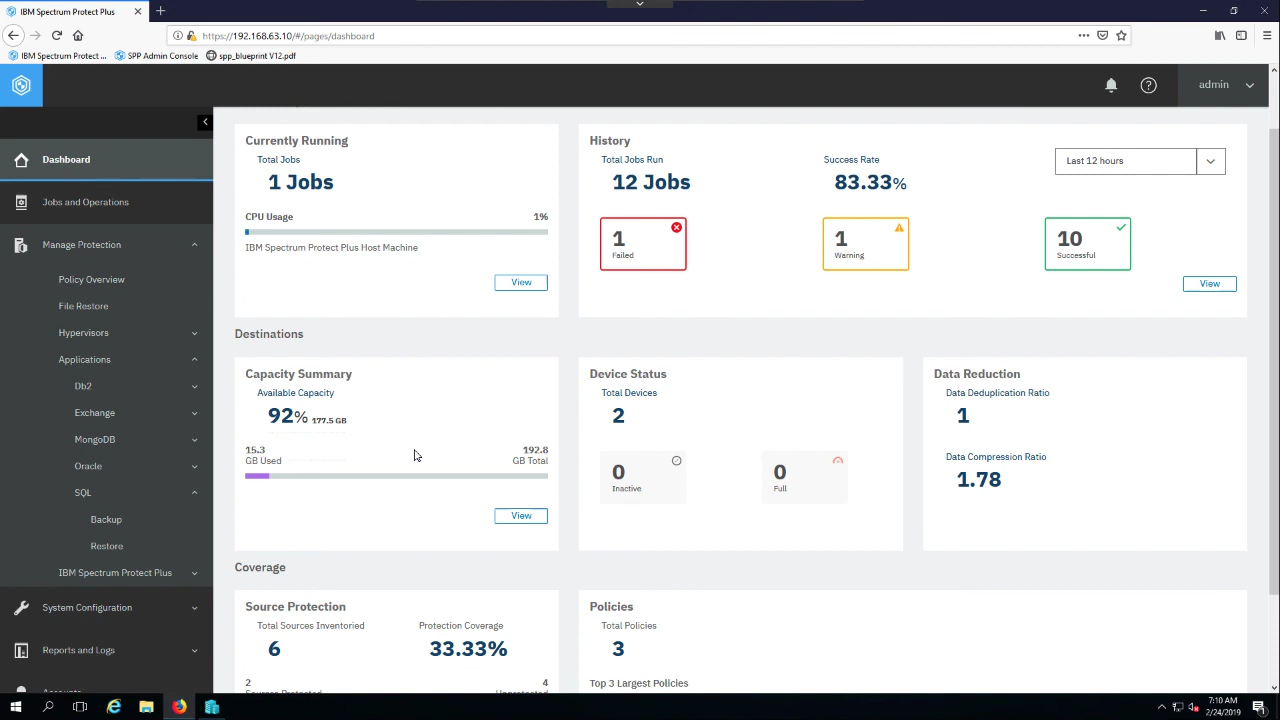 IBM Spectrum Protect Plus
https://192.168.63.10/#/pages/dashboard
IBM Spectrum Protect ... SPP Admin Console spp_blueprint V12.pdf
admin
Dashboard
Jobs and Operations
Manage Protection
Policy Overview
File Restore
Hypervisors
Applications
Db2
Exchange
MongoDB
Oracle
SQL
Backup
Restore
IBM Spectrum Protect Plus
System Configuration
Reports and Logs
Accounts
Currently Running
Total Jobs
1 Jobs
CPU Usage 1%
IBM Spectrum Protect Plus Host Machine
View
History
Total Jobs Run Success Rate Last 12 hours
12 Jobs 83.33%
1 1 10
Failed Warning Successful
View
Destinations
Capacity Summary
Available Capacity
92% 177.5 GB
15.3 192.8
GB Used GB Total
View
Device Status
Total Devices
2
0 0
Inactive Full
Data Reduction
Data Deduplication Ratio
1
Data Compression Ratio
1.78
Coverage
Source Protection
Total Sources Inventoried Protection Coverage
6 33.33%
2 4
Sources Protected Unprotected
Policies
Total Policies
3
Top 3 Largest Policies
7:10 AM
2/24/2019
1